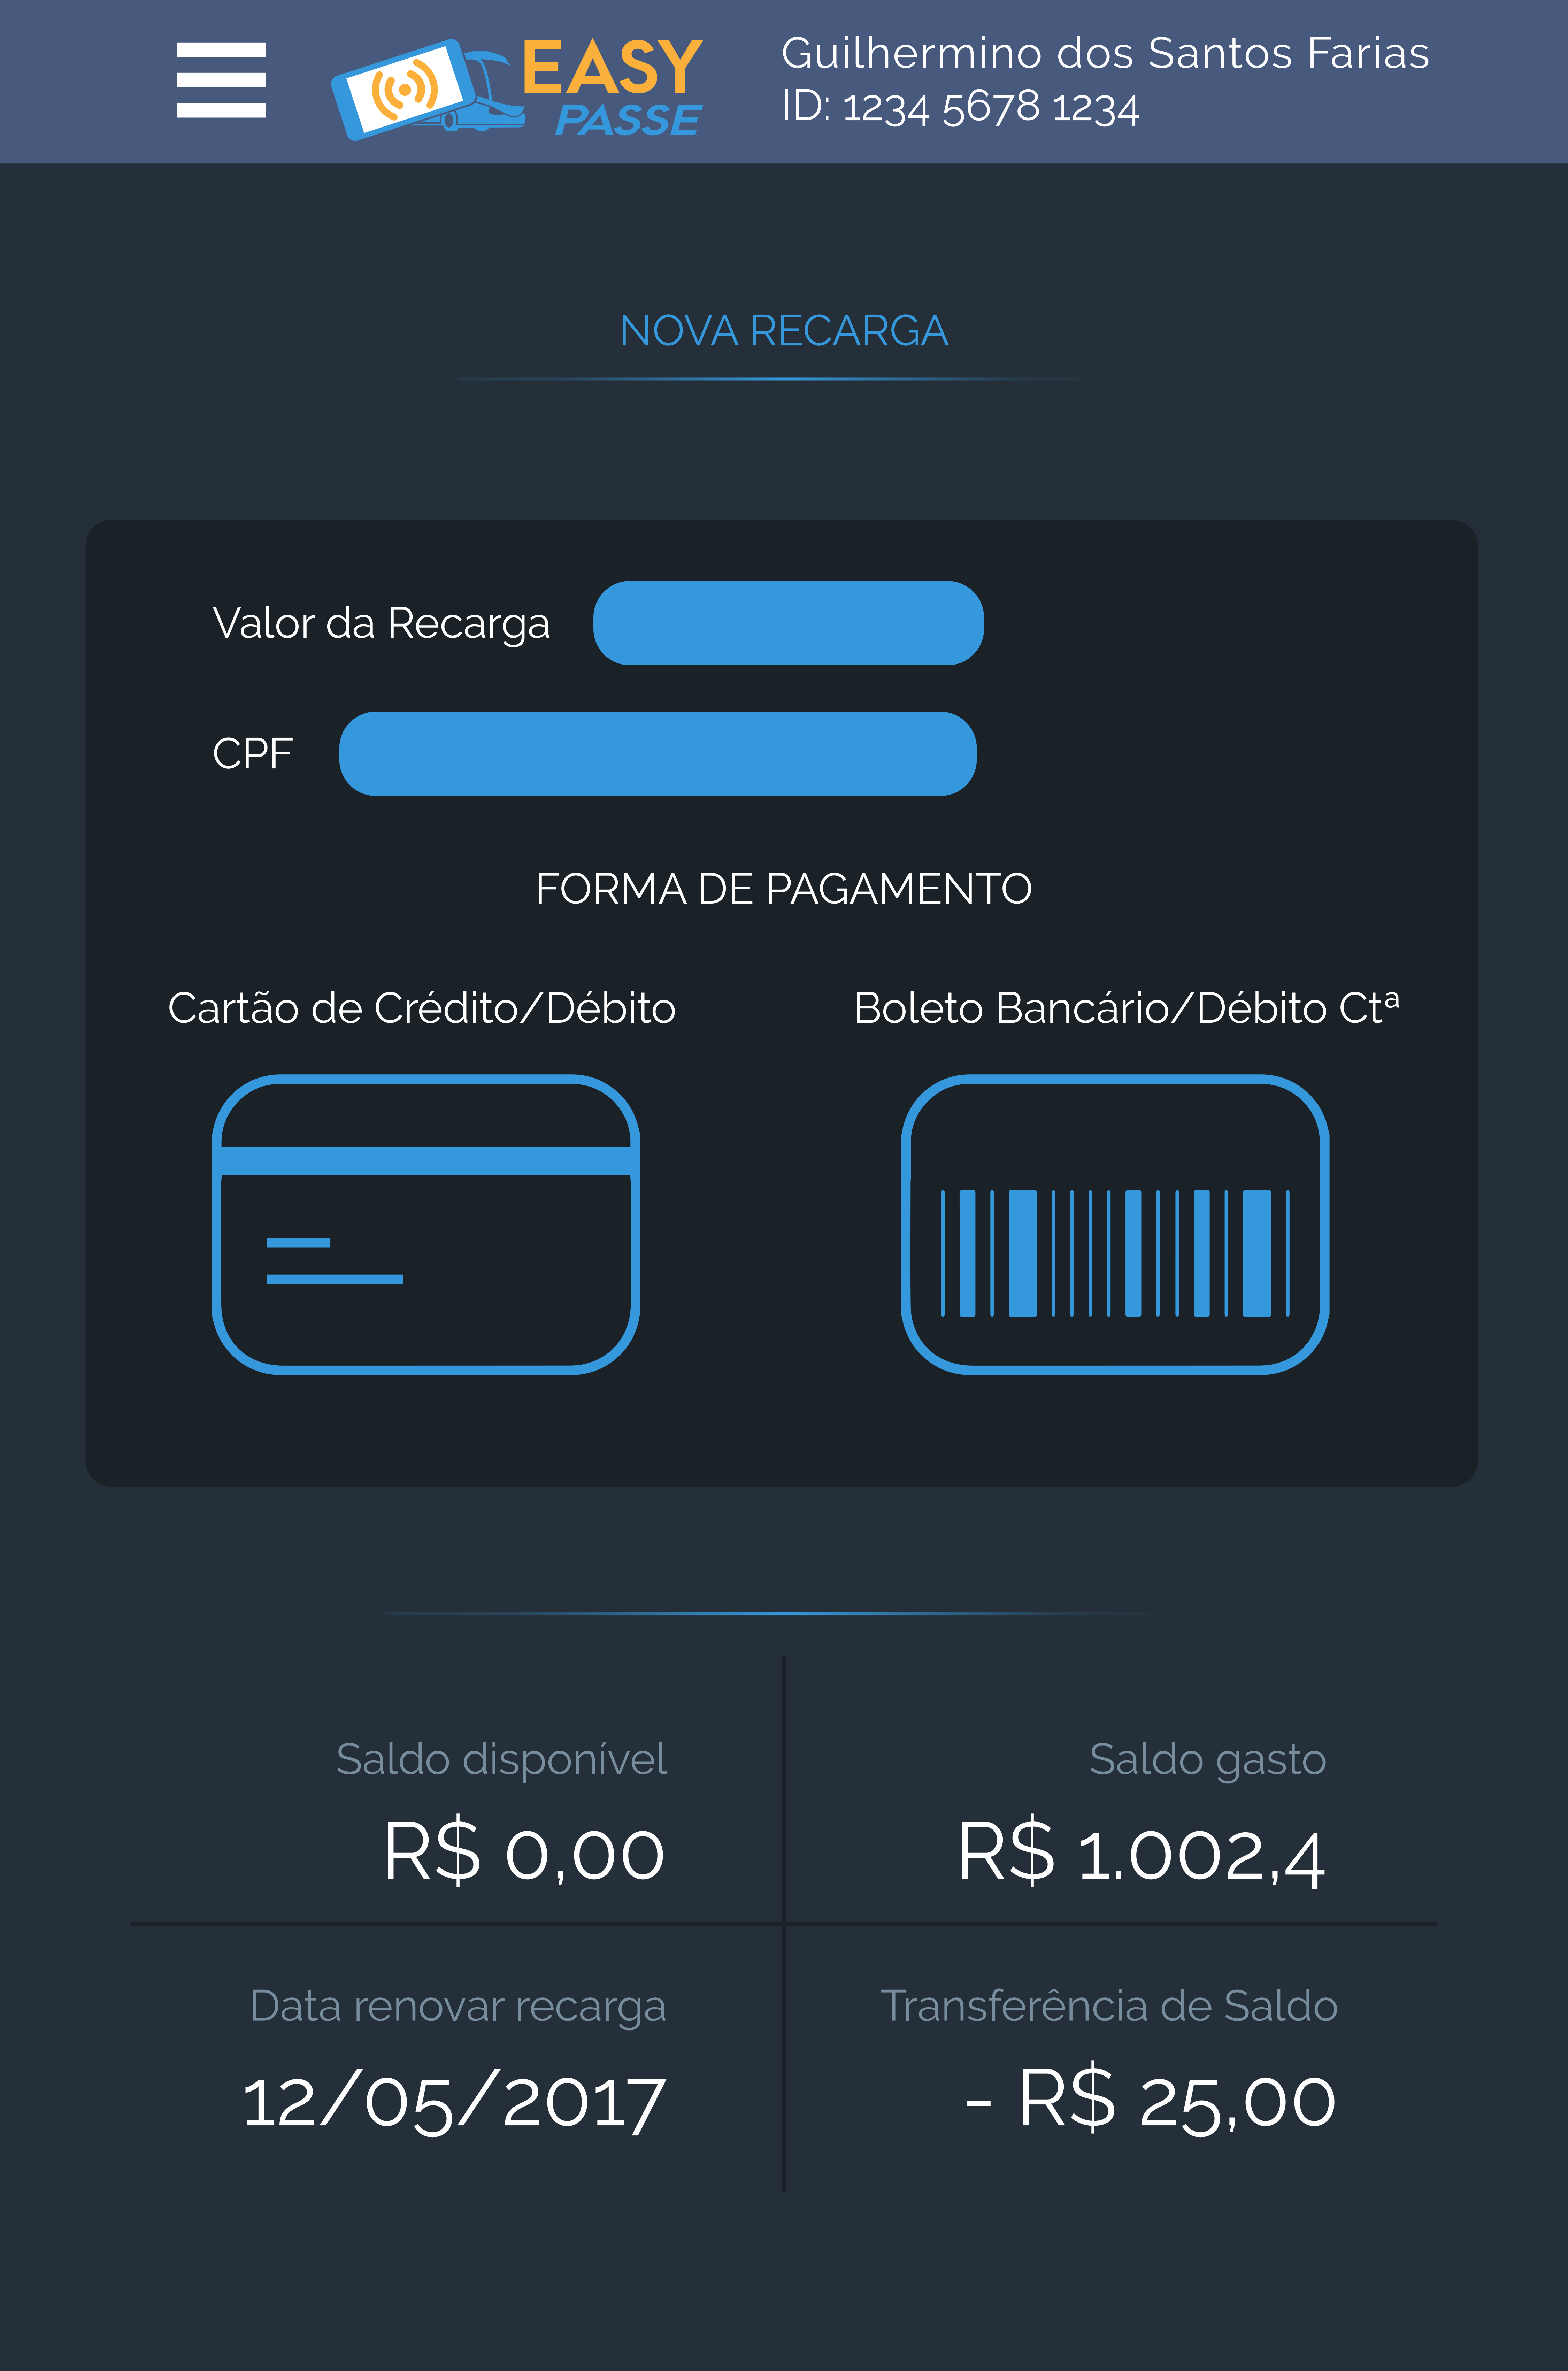 EASY
PASSE
Guilhermino dos Santos Farias
ID: 1234 5678 1234
NOVA RECARGA
Valor da Recarga
CPF
FORMA DE PAGAMENTO
Cartão de Crédito/Débito
Boleto Bancário/Débito Ctª
Saldo disponível
R$ 0,00
Saldo gasto
R$ 1.002,4
Data renovar recarga
12/05/2017
Transferência de Saldo
- R$ 25,00